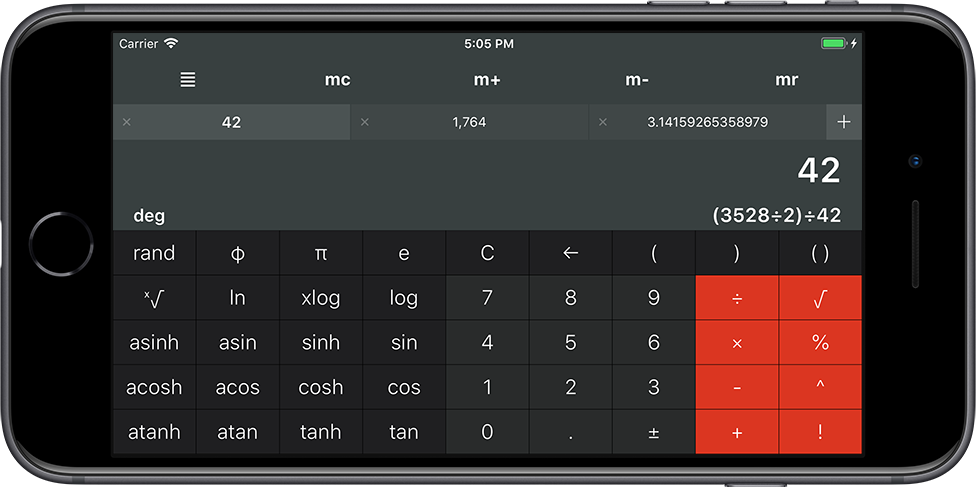 Carrier 5:05 PM
mc m+ m- mr
× 42 × 1,764 × 3.14159265358979 +
42
deg (3528÷2)÷42
rand φ π e C ← ( ) ( )
ˣ√ ln xlog log 7 8 9 ÷ √
asinh asin sinh sin 4 5 6 × %
acosh acos cosh cos 1 2 3 - ^
atanh atan tanh tan 0 . ± + !